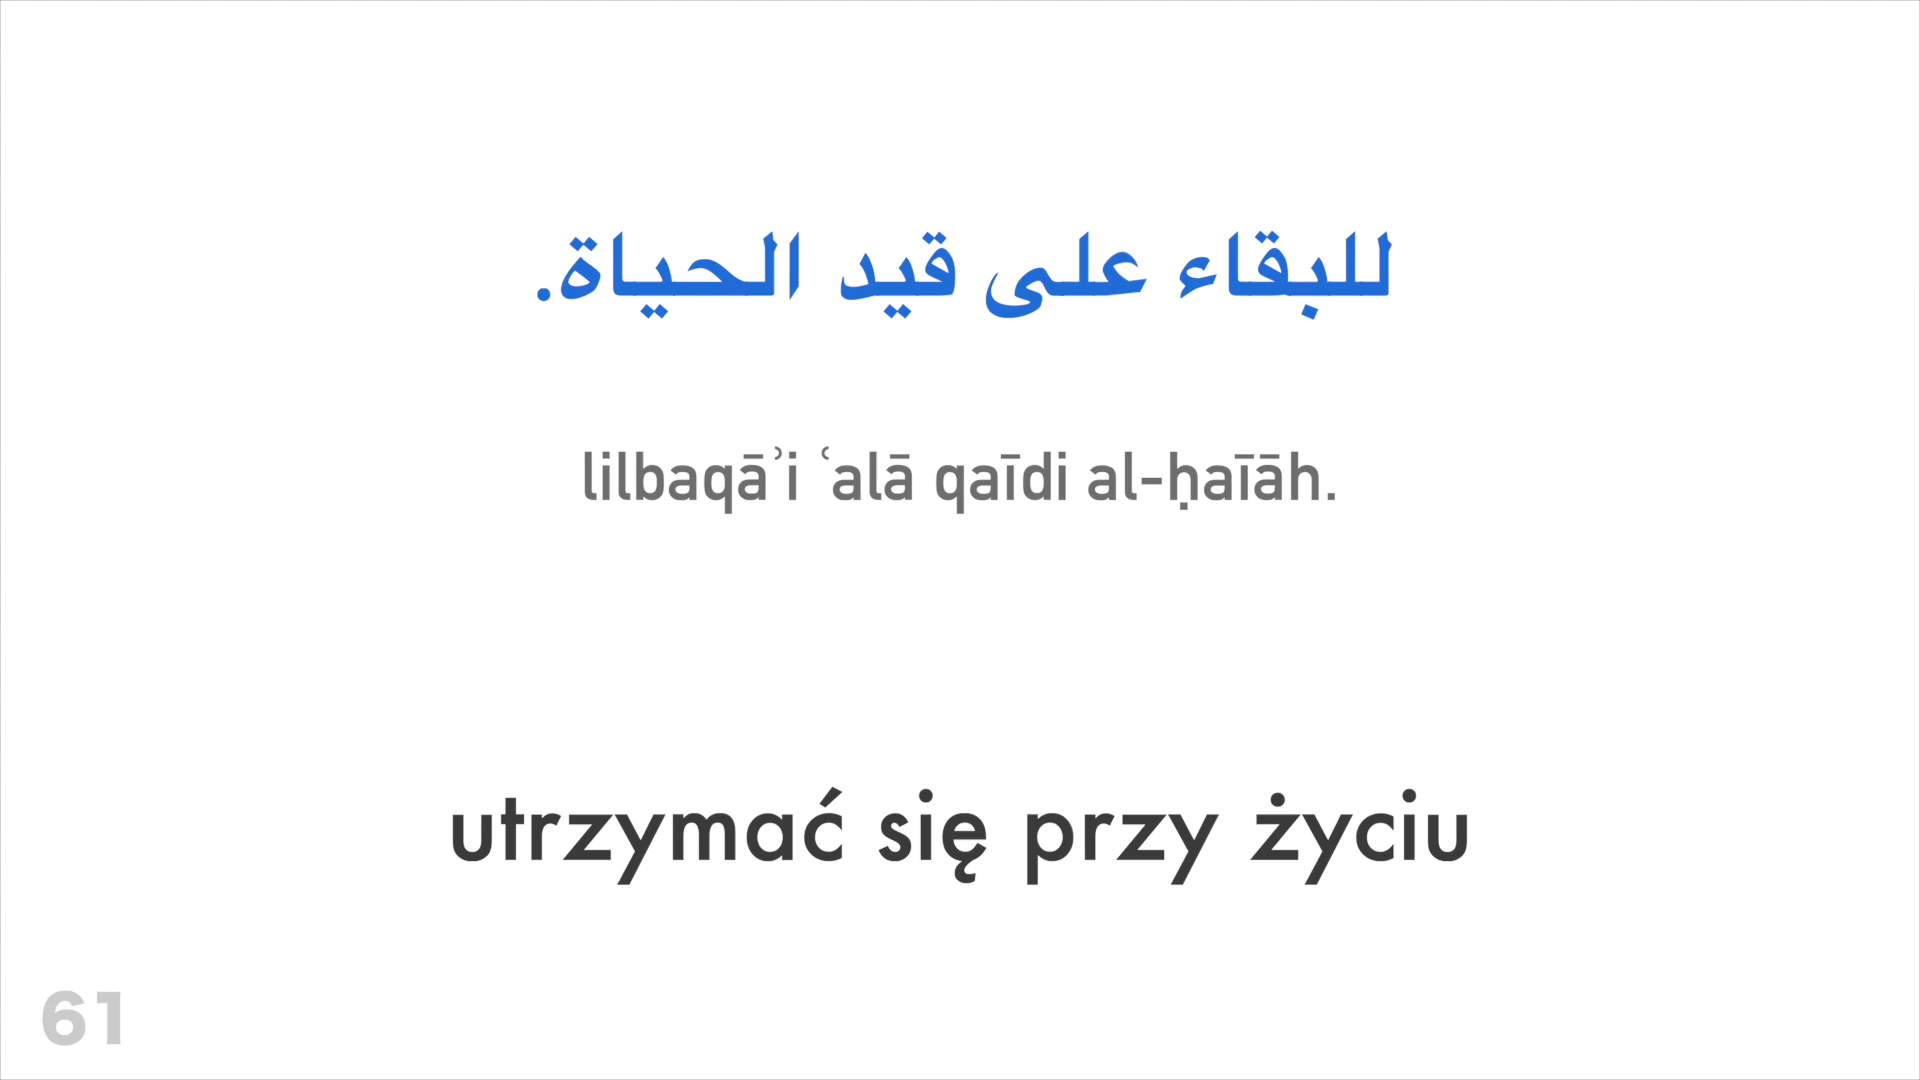 للبقاء على قيد الحياة.
lilbaqāʾi ʿalā qaīdi al-ḥaīāh.
utrzymać się przy życiu
61